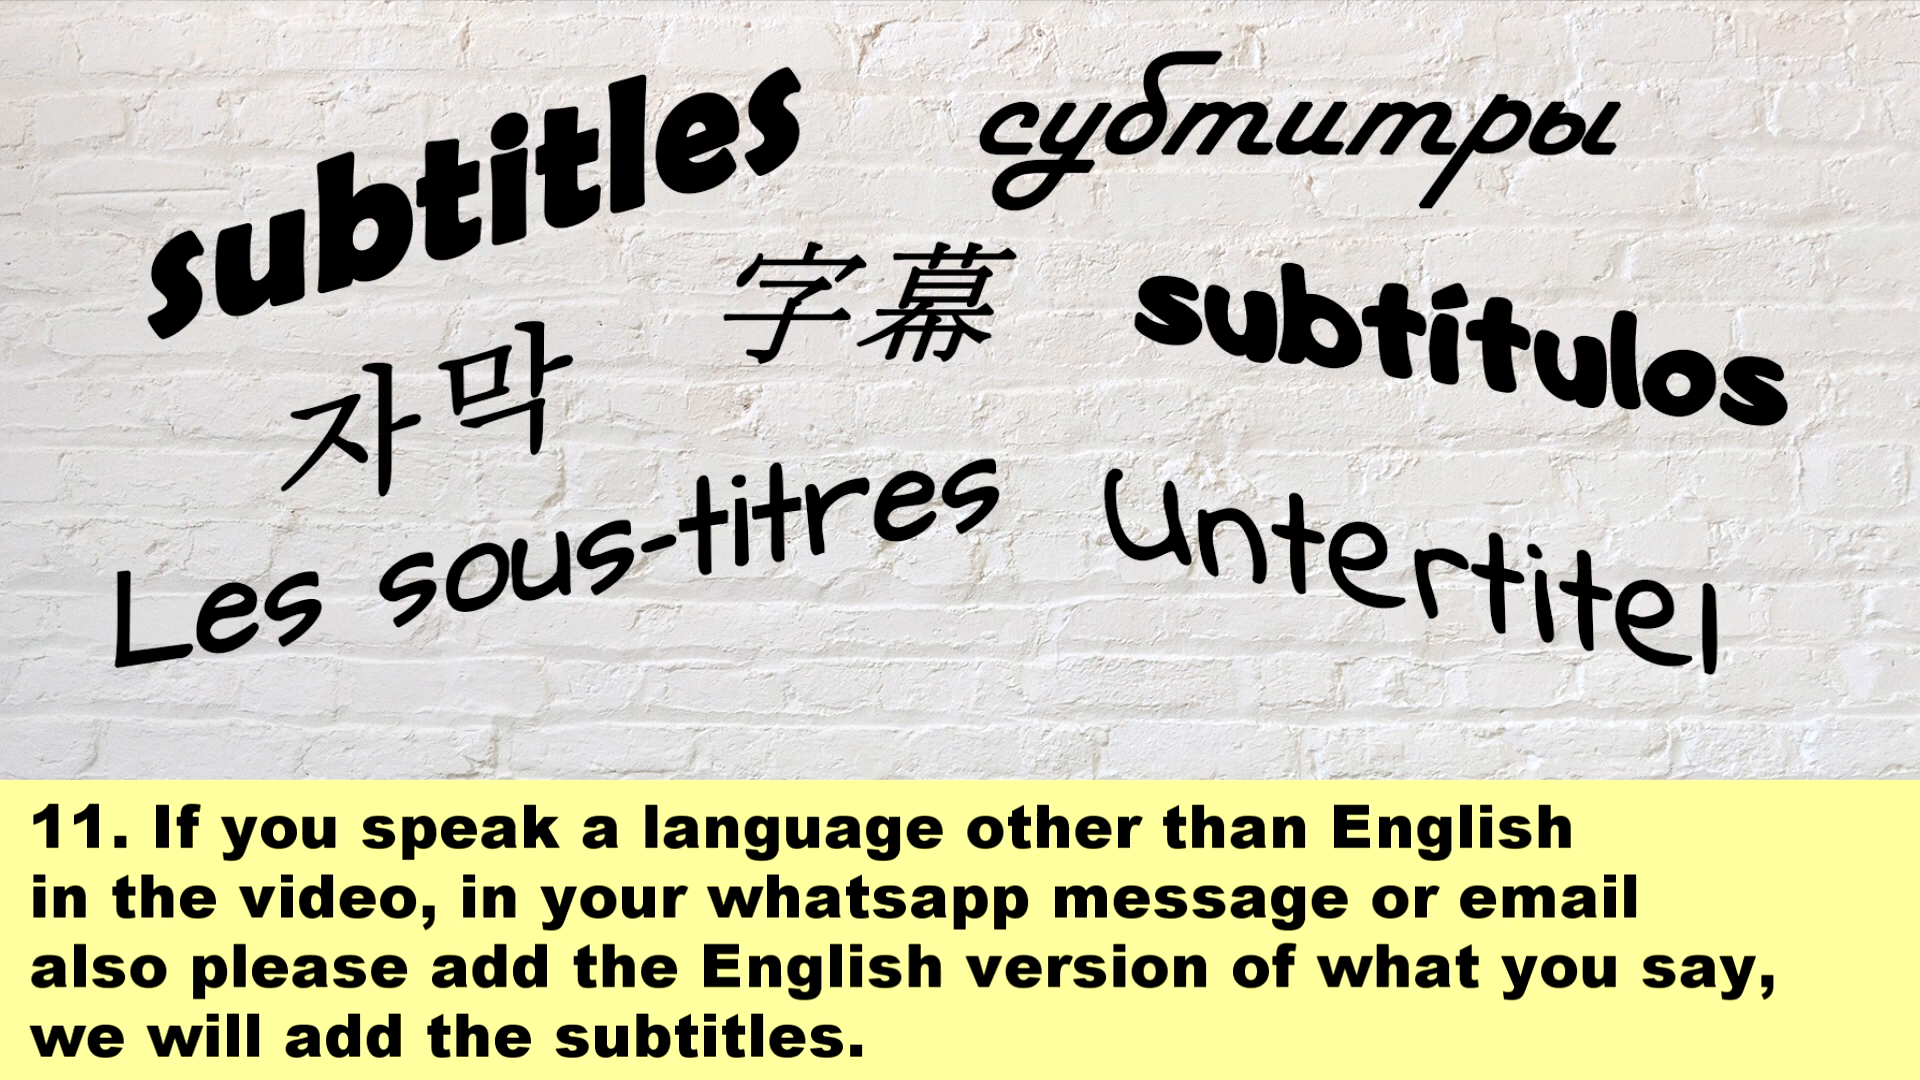 subtitles
субтитры
字幕
subtítulos
자막
Les sous-titres
Untertitel
11. If you speak a language other than English
in the video, in your whatsapp message or email
also please add the English version of what you say,
we will add the subtitles.